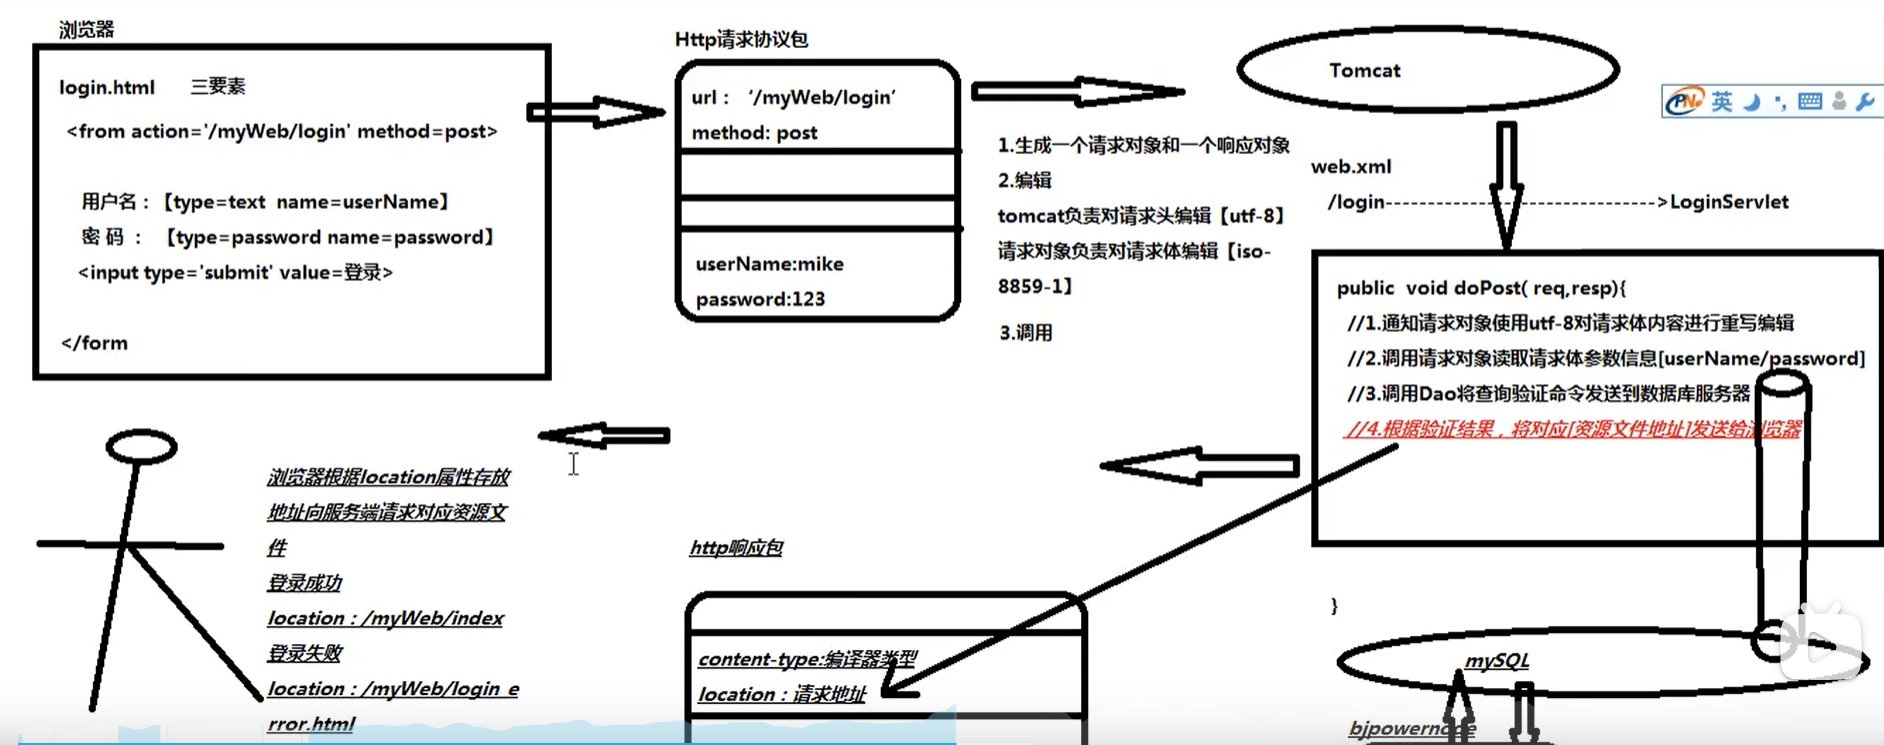 浏览器
login.html 三要素
<from action='/myWeb/login' method=post>
用户名：【type=text name=userName】
密 码 ： 【type=password name=password】
<input type='submit' value=登录>
</form
Http请求协议包
url： ‘/myWeb/login’
method: post
userName:mike
password:123
1.生成一个请求对象和一个响应对象
2.编辑
tomcat负责对请求头编辑【utf-8】
请求对象负责对请求体编辑【iso-
8859-1】
3.调用
Tomcat
英
web.xml
/login----------------------------->LoginServlet
public void doPost( req,resp){
//1.通知请求对象使用utf-8对请求体内容进行重写编辑
//2.调用请求对象读取请求体参数信息[userName/password]
//3.调用Dao将查询验证命令发送到数据库服务器
//4.根据验证结果，将对应[资源文件地址]发送给浏览器
}
mySQL
bjpowernode
http响应包
content-type:编译器类型
location：请求地址
浏览器根据location属性存放
地址向服务端请求对应资源文
件
登录成功
location：/myWeb/index
登录失败
location：/myWeb/login_e
rror.html